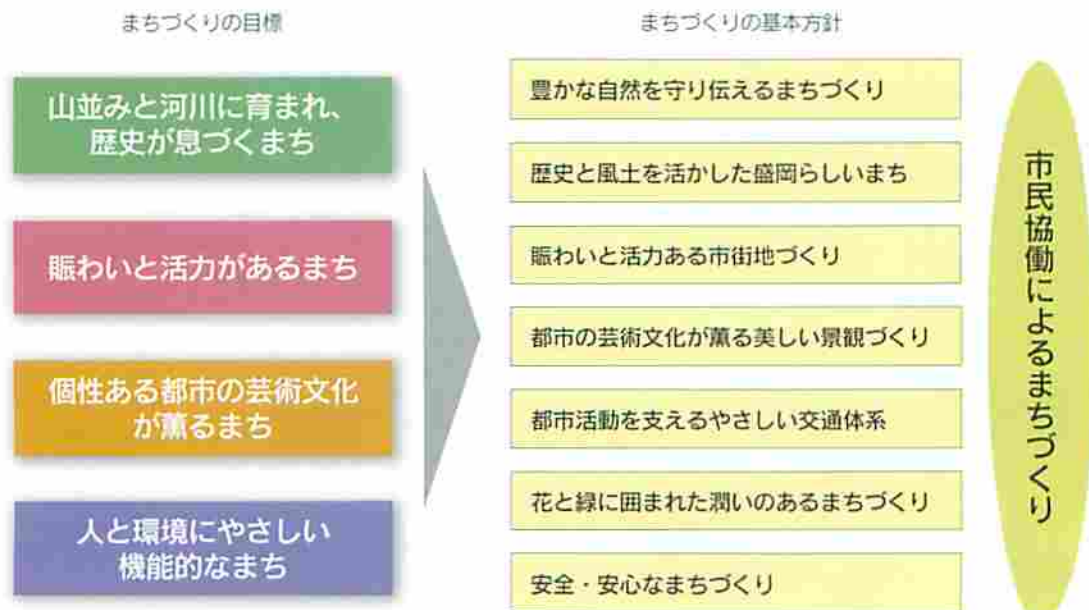 まちづくりの目標
山並みと河川に育まれ、
歴史が息づくまち
賑わいと活力があるまち
個性ある都市の芸術文化
が薫るまち
人と環境にやさしい
機能的なまち
まちづくりの基本方針
豊かな自然を守り伝えるまちづくり
歴史と風土を活かした盛岡らしいまち
賑わいと活力ある市街地づくり
都市の芸術文化が薫る美しい景観づくり
都市活動を支えるやさしい交通体系
花と緑に囲まれた潤いのあるまちづくり
安全・安心なまちづくり
市民協働によるまちづくり